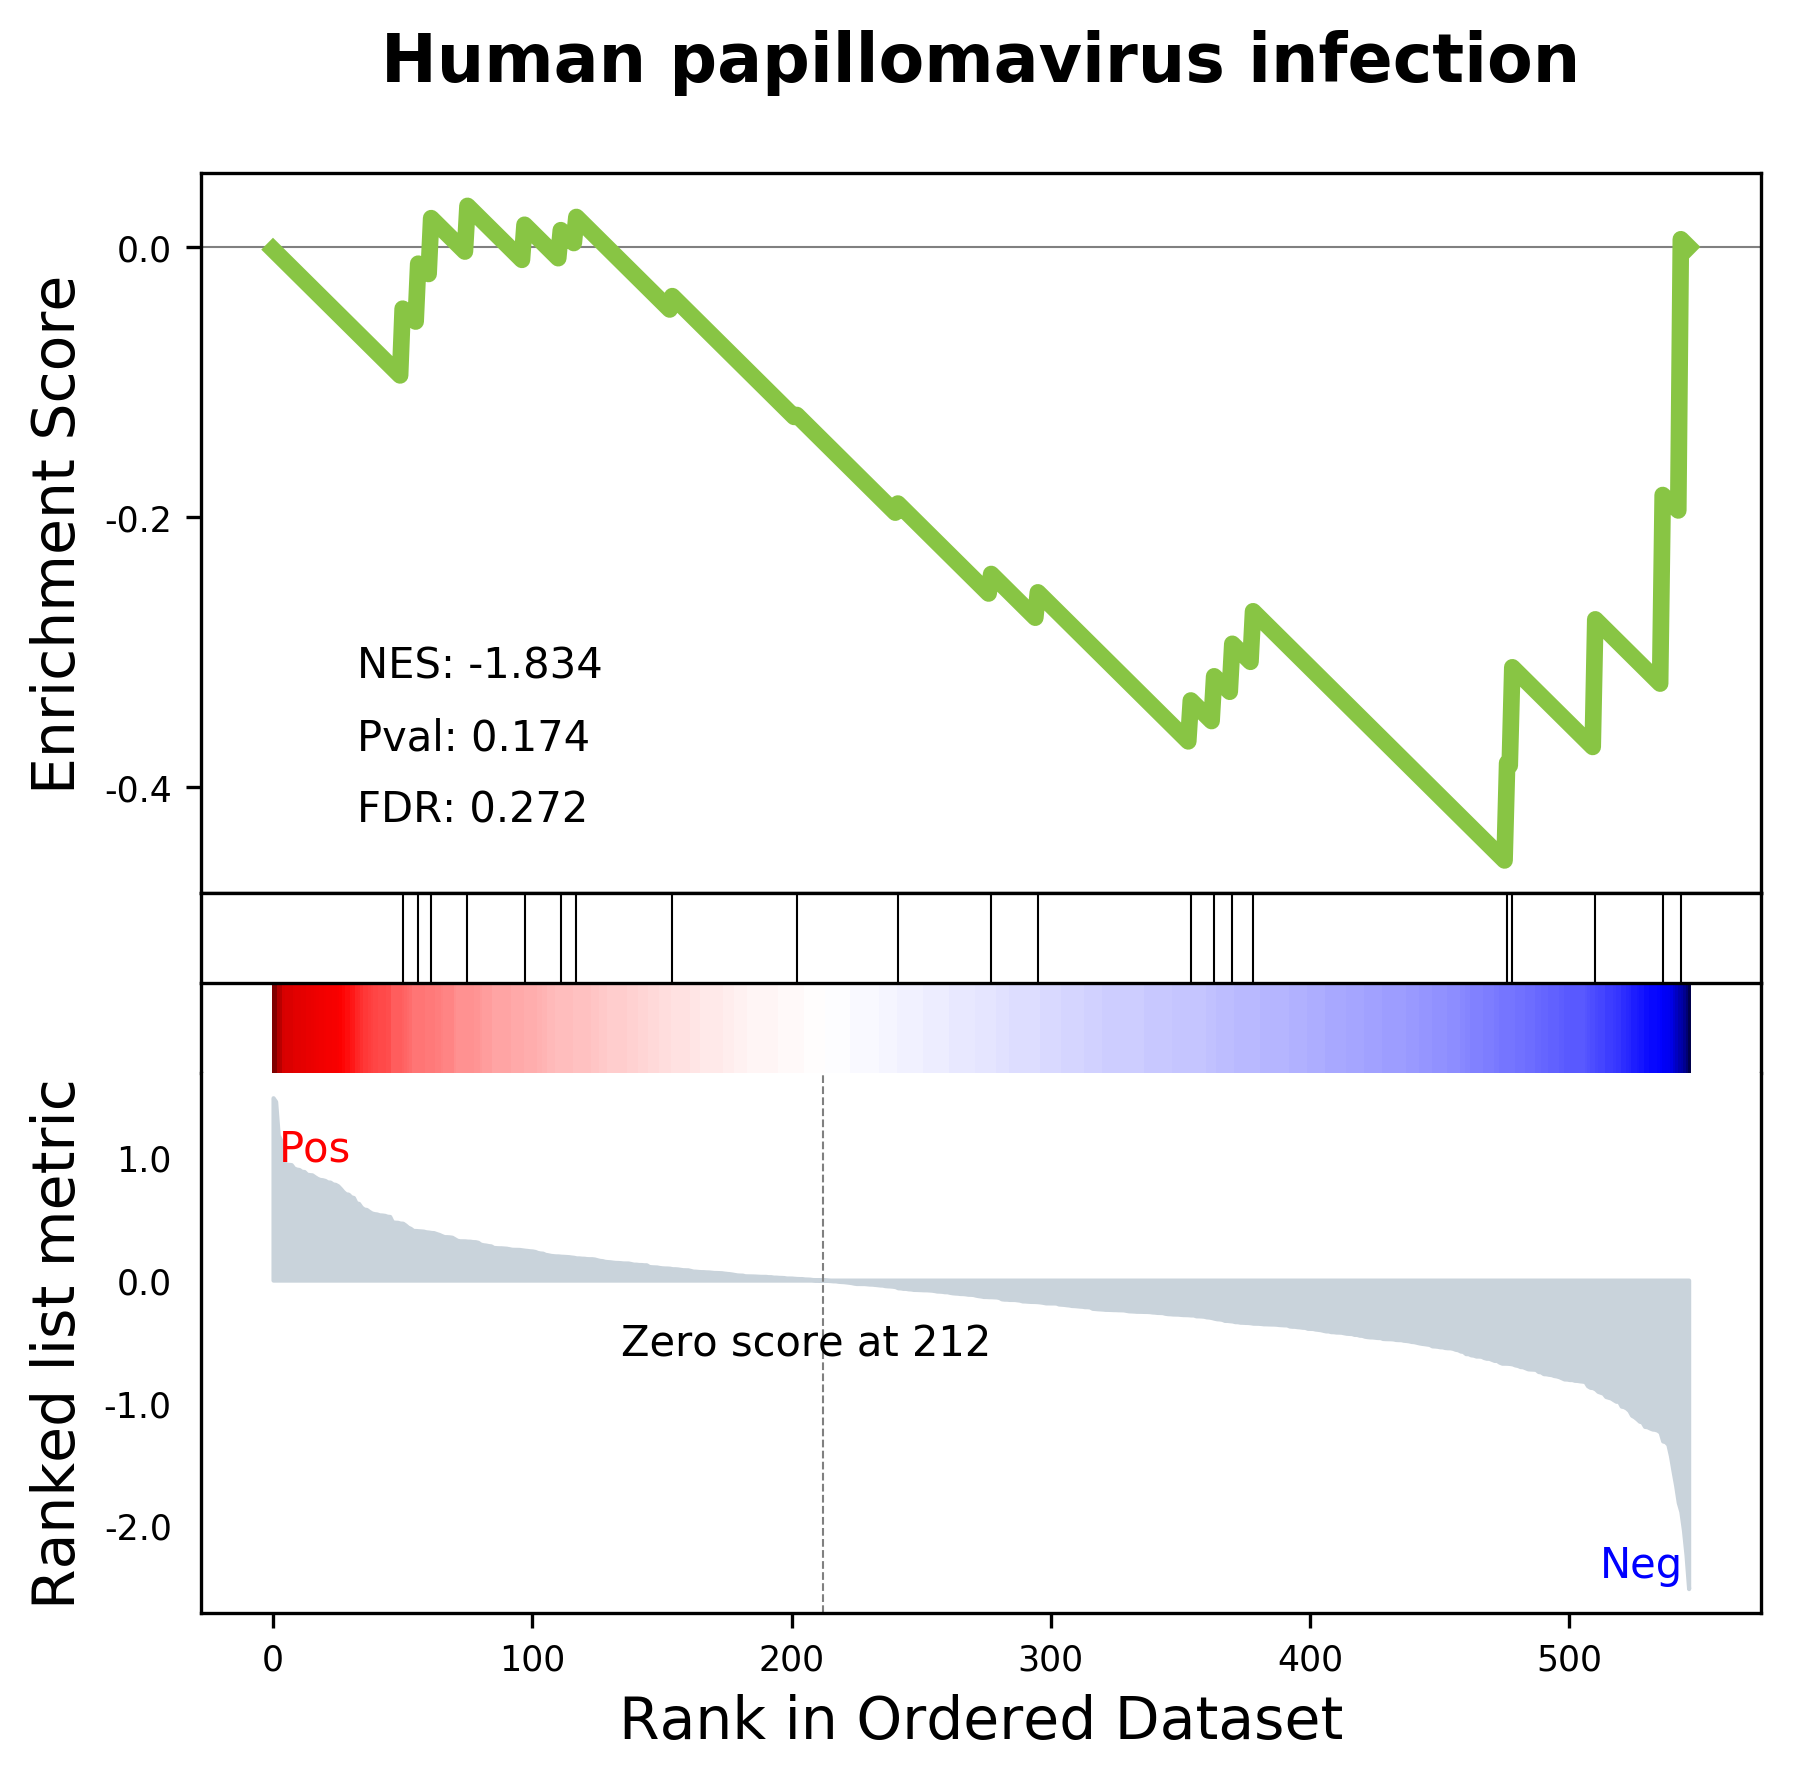 Human papillomavirus infection
Enrichment Score
0.0
-0.2
-0.4
NES: -1.834
Pval: 0.174
FDR: 0.272
Ranked list metric
1.0
0.0
-1.0
-2.0
Pos
Zero score at 212
Neg
0 100 200 300 400 500
Rank in Ordered Dataset